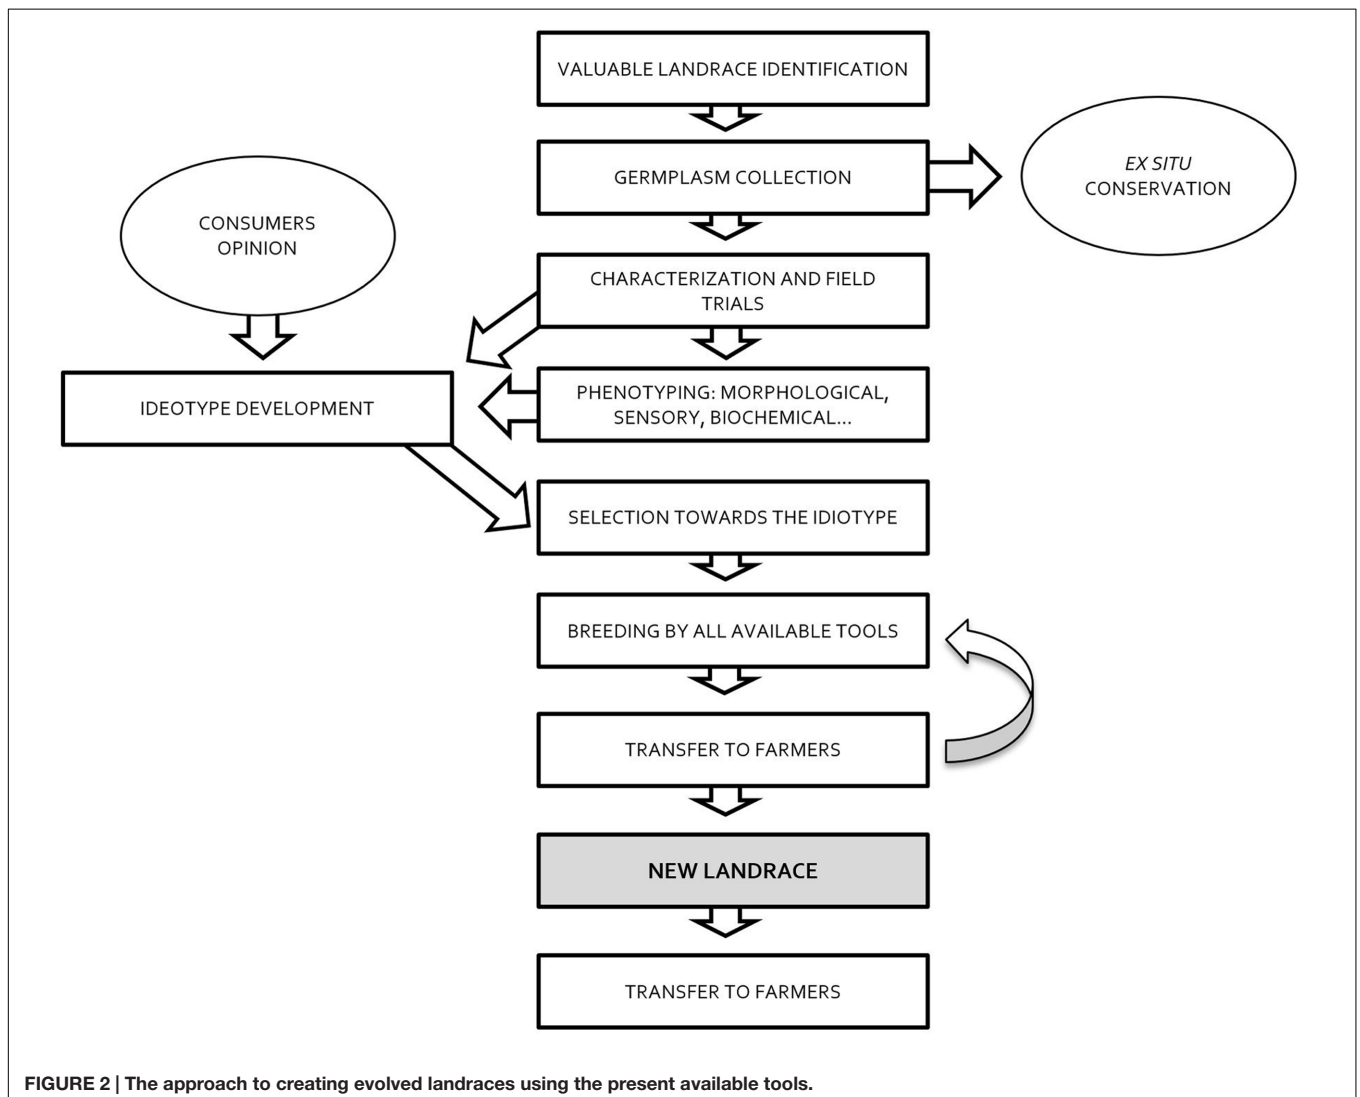 VALUABLE LANDRACE IDENTIFICATION
GERMPLASM COLLECTION
EX SITU
CONSERVATION
CONSUMERS
OPINION
CHARACTERIZATION AND FIELD
TRIALS
IDEOTYPE DEVELOPMENT
PHENOTYPING: MORPHOLOGICAL,
SENSORY, BIOCHEMICAL...
SELECTION TOWARDS THE IDIOTYPE
BREEDING BY ALL AVAILABLE TOOLS
TRANSFER TO FARMERS
NEW LANDRACE
TRANSFER TO FARMERS
FIGURE 2 | The approach to creating evolved landraces using the present available tools.